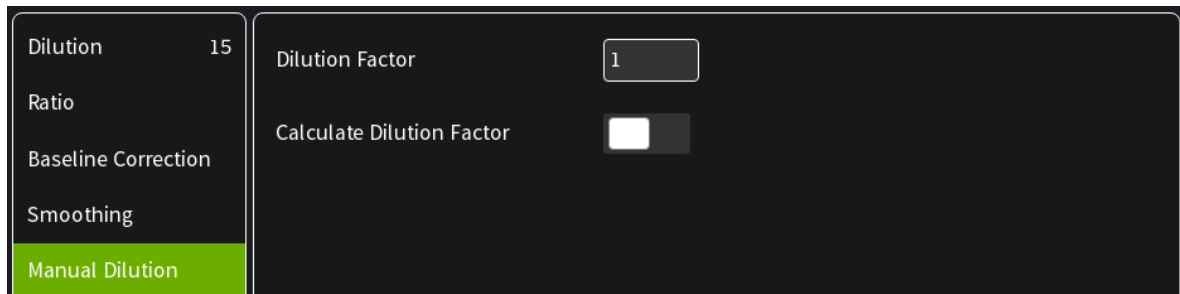 Dilution 15
Ratio
Baseline Correction
Smoothing
Manual Dilution
Dilution Factor 1
Calculate Dilution Factor